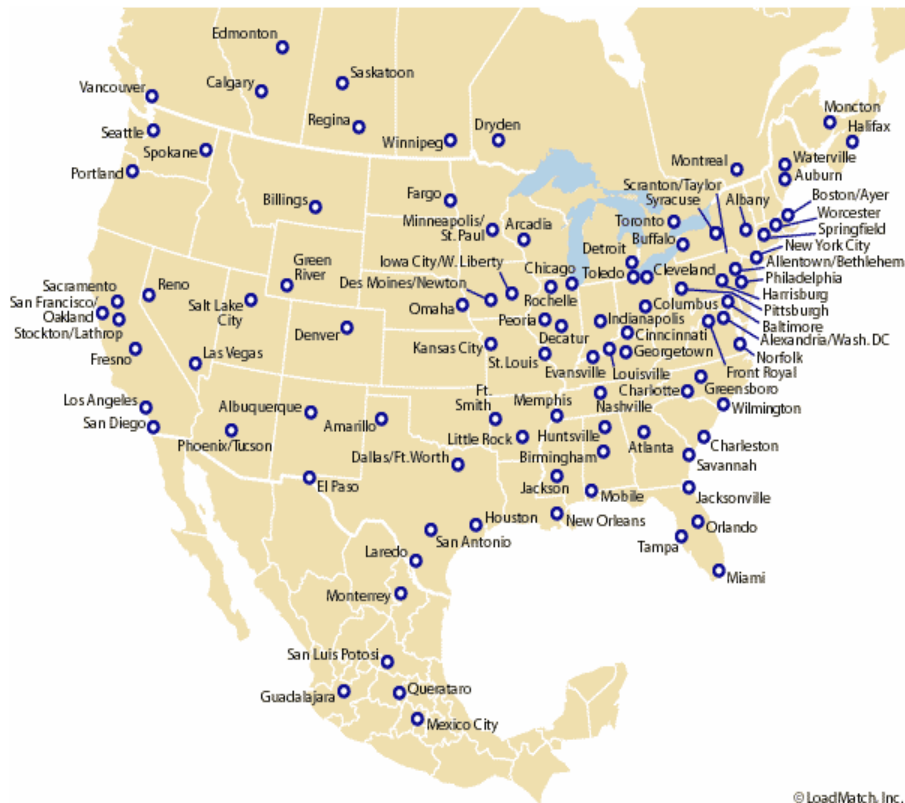 Edmonton
Saskatoon
Calgary
Vancouver
Moncton
Regina
Dryden
Halifax
Seattle
Winnipeg
Spokane
Montreal
Waterville
Portland
Auburn
Scranton/Taylor
Boston/Ayer
Syracuse
Albany
Billings
Fargo
Worcester
Minneapolis/
St. Paul
Arcadia
Toronto
Springfield
Buffalo
New York City
Detroit
Allentown/Bethlehem
Green
River
Iowa City/W. Liberty
Chicago
Toledo
Cleveland
Philadelphia
Sacramento
Reno
Des Moines/Newton
Harrisburg
San Francisco/
Oakland
Salt Lake
City
Omaha
Rochelle
Columbus
Pittsburgh
Stockton/Lathrop
Denver
Peoria
Indianapolis
Baltimore
Decatur
Cinncinnati
Alexandria/Wash. DC
Kansas City
Georgetown
Norfolk
Fresno
Las Vegas
St. Louis
Evansville
Louisville
Front Royal
Ft.
Smith
Charlotte
Greensboro
Los Angeles
Albuquerque
Memphis
Nashville
Wilmington
San Diego
Amarillo
Phoenix/Tucson
Little Rock
Huntsville
Charleston
Dallas/Ft. Worth
Birmingham
Atlanta
Savannah
El Paso
Jackson
Mobile
Jacksonville
Houston
New Orleans
Orlando
San Antonio
Tampa
Laredo
Miami
Monterrey
San Luis Potosi
Guadalajara
Querataro
Mexico City
© LoadMatch, Inc.